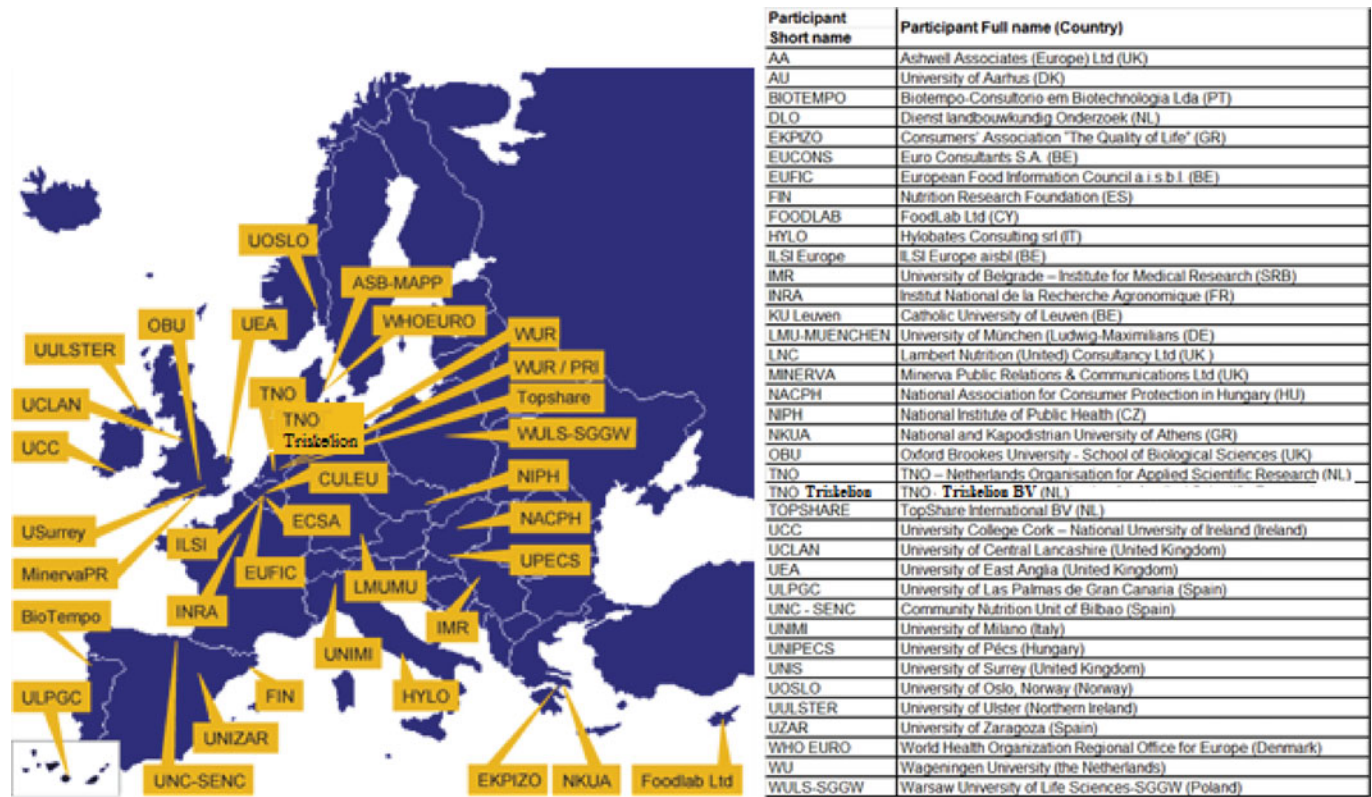 UOSLO
ASB-MAPP
OBU
UEA
WHOEURO
WUR
UULSTER
WUR / PRI
TNO
UCLAN
Topshare
TNO
Triskelion
WULS-SGGW
UCC
CULEU
NIPH
ECSA
NACPH
USurrey
ILSI
UPECS
MinervaPR
EUFIC
LMUMU
INRA
BioTempo
IMR
UNIMI
ULPGC
FIN
HYLO
UNIZAR
UNC-SENC
EKPIZO
NKUA
Foodlab Ltd
Participant Short name Participant Full name (Country)
AA Ashwell Associates (Europe) Ltd (UK)
AU University of Aarhus (DK)
BIOTEMPO Biotempo-Consultorio em Biotechnologia Lda (PT)
DLO Dienst landbouwkundig Onderzoek (NL)
EKPIZO Consumers' Association "The Quality of Life" (GR)
EUCONS Euro Consultants S.A. (BE)
EUFIC European Food Information Council a.i.s.b.l. (BE)
FIN Nutrition Research Foundation (ES)
FOODLAB FoodLab Ltd (CY)
HYLO Hylobates Consulting srl (IT)
ILSI Europe ILSI Europe aisbl (BE)
IMR University of Belgrade – Institute for Medical Research (SRB)
INRA Institut National de la Recherche Agronomique (FR)
KU Leuven Catholic University of Leuven (BE)
LMU-MUENCHEN University of München (Ludwig-Maximilians (DE)
LNC Lambert Nutrition (United) Consultancy Ltd (UK )
MINERVA Minerva Public Relations & Communications Ltd (UK)
NACPH National Association for Consumer Protection in Hungary (HU)
NIPH National Institute of Public Health (CZ)
NKUA National and Kapodistrian University of Athens (GR)
OBU Oxford Brookes University - School of Biological Sciences (UK)
TNO TNO – Netherlands Organisation for Applied Scientific Research (NL)
TNO Triskelion TNO - Triskelion BV (NL)
TOPSHARE TopShare International BV (NL)
UCC University College Cork – National Unversity of Ireland (Ireland)
UCLAN University of Central Lancashire (United Kingdom)
UEA University of East Anglia (United Kingdom)
ULPGC University of Las Palmas de Gran Canaria (Spain)
UNC - SENC Community Nutrition Unit of Bilbao (Spain)
UNIMI University of Milano (Italy)
UNIPECS University of Pécs (Hungary)
UNIS University of Surrey (United Kingdom)
UOSLO University of Oslo, Norway (Norway)
UULSTER University of Ulster (Northern Ireland)
UZAR University of Zaragoza (Spain)
WHO EURO World Health Organization Regional Office for Europe (Denmark)
WU Wageningen University (the Netherlands)
WULS-SGGW Warsaw University of Life Sciences-SGGW (Poland)